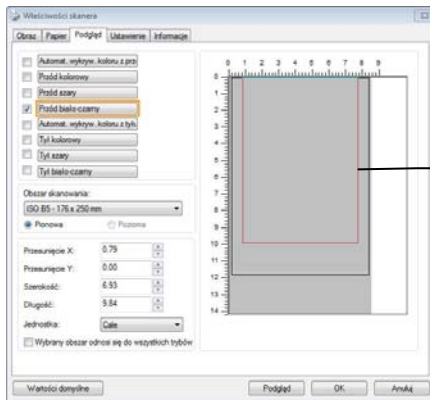 Właściwości skanera
Obraz Papier Podgląd Ustawienie Informacje
Automat. wykryw. koloru z prz
Przód kolorowy
Przód szary
Przód biało-czarny
Automat. wykryw. koloru z tyłu
Tył kolorowy
Tył szary
Tył biało-czarny
Obszar skanowania:
ISO B5 - 176 x 250 mm
Pionowa Pozioma
Przesunięcie X: 0.79
Przesunięcie Y: 0.00
Szerokość: 6.93
Długość: 9.84
Jednostka: Cale
Wybrany obszar odnosi się do wszystkich trybów
0 1 2 3 4 5 6 7 8 9
0
1
2
3
4
5
6
7
8
9
10
11
12
13
14
Wartości domyślne Podgląd OK Anuluj